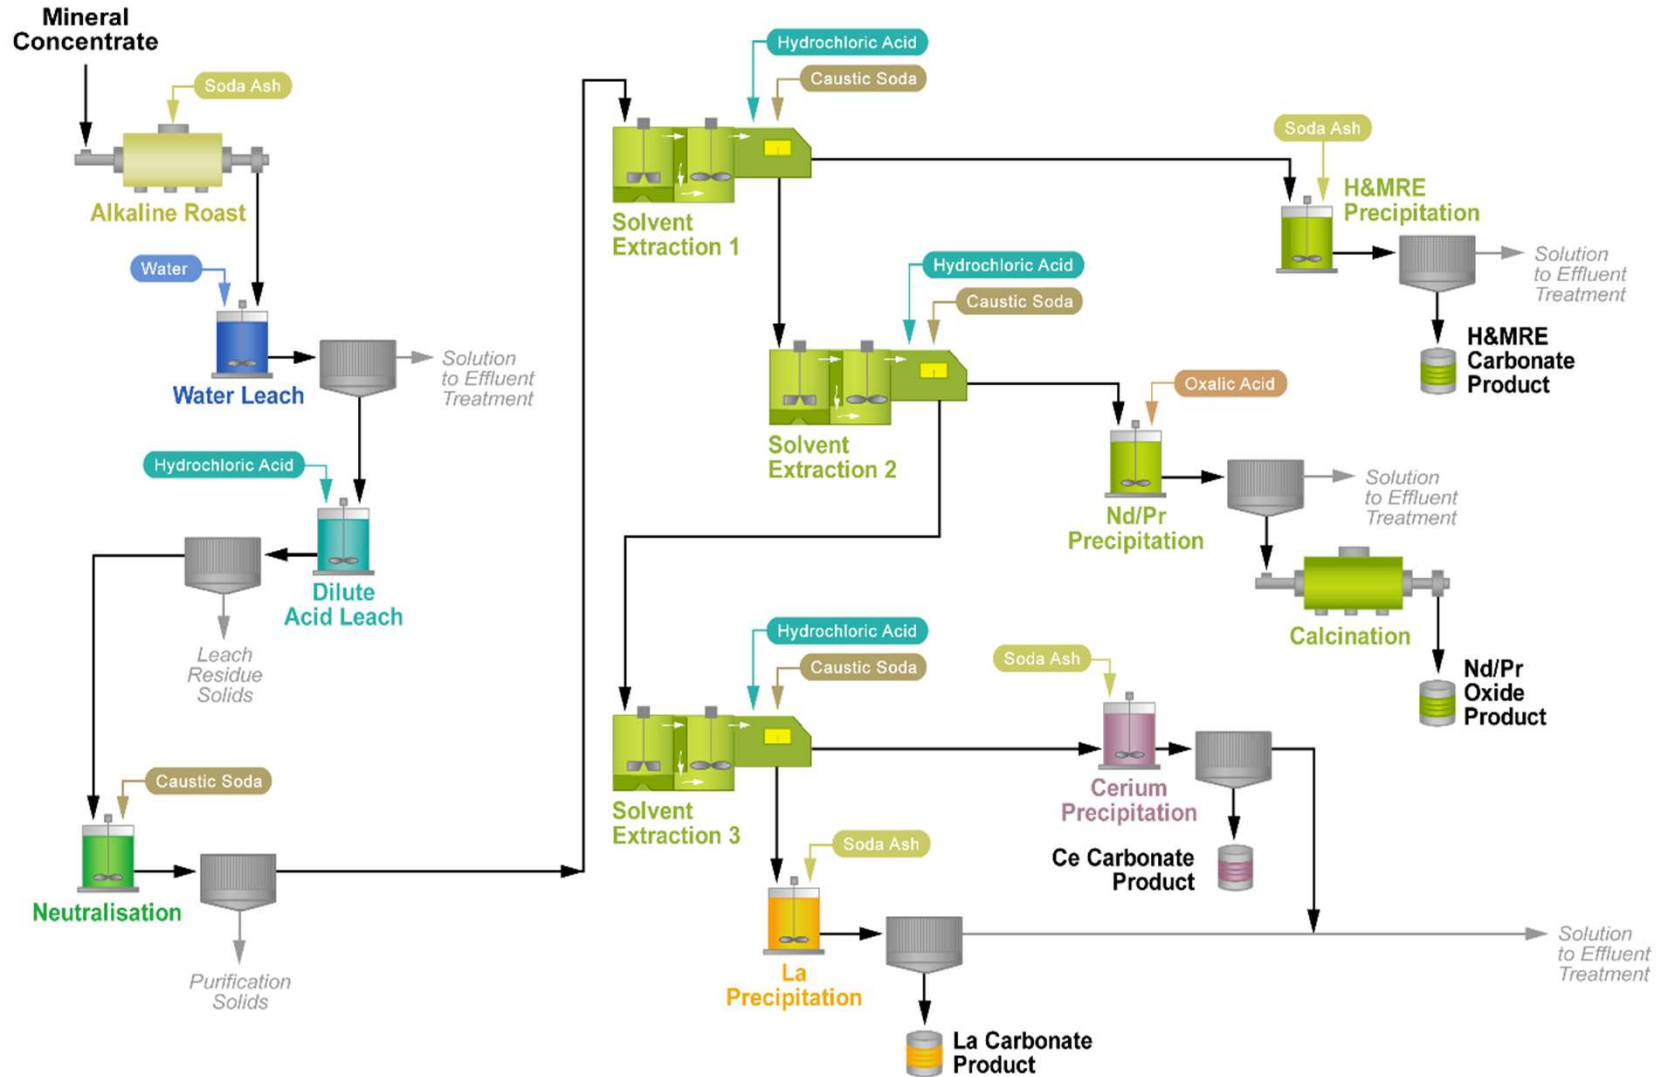 Mineral
Concentrate
Soda Ash
Alkaline Roast
Water
Water Leach
Solution
to Effluent
Treatment
Hydrochloric Acid
Dilute
Acid Leach
Leach
Residue
Solids
Caustic Soda
Neutralisation
Purification
Solids
Hydrochloric Acid
Caustic Soda
Solvent
Extraction 1
Soda Ash
H&MRE
Precipitation
Solution
to Effluent
Treatment
H&MRE
Carbonate
Product
Hydrochloric Acid
Caustic Soda
Solvent
Extraction 2
Oxalic Acid
Nd/Pr
Precipitation
Solution
to Effluent
Treatment
Calcination
Nd/Pr
Oxide
Product
Hydrochloric Acid
Caustic Soda
Solvent
Extraction 3
Soda Ash
Cerium
Precipitation
Ce Carbonate
Product
Soda Ash
La
Precipitation
La Carbonate
Product
Solution
to Effluent
Treatment